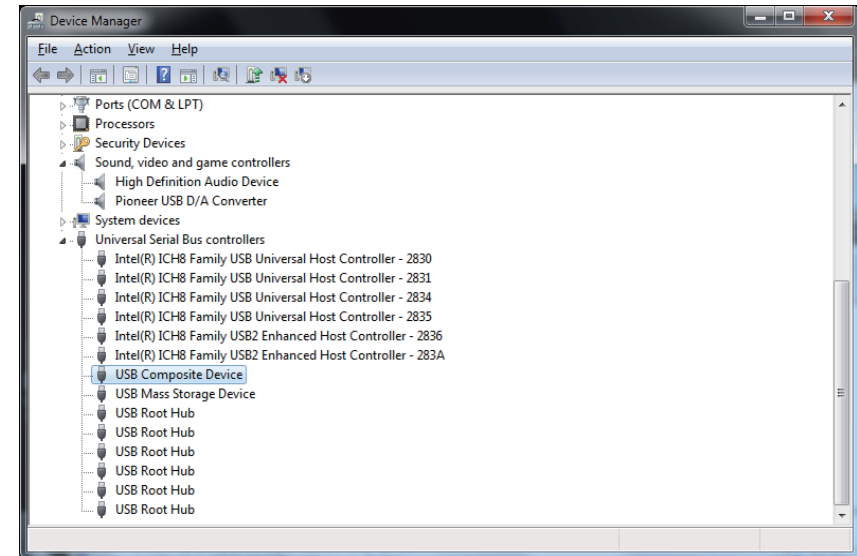 Device Manager
File Action View Help
Ports (COM & LPT)
Processors
Security Devices
Sound, video and game controllers
High Definition Audio Device
Pioneer USB D/A Converter
System devices
Universal Serial Bus controllers
Intel(R) ICH8 Family USB Universal Host Controller - 2830
Intel(R) ICH8 Family USB Universal Host Controller - 2831
Intel(R) ICH8 Family USB Universal Host Controller - 2834
Intel(R) ICH8 Family USB Universal Host Controller - 2835
Intel(R) ICH8 Family USB2 Enhanced Host Controller - 2836
Intel(R) ICH8 Family USB2 Enhanced Host Controller - 283A
USB Composite Device
USB Mass Storage Device
USB Root Hub
USB Root Hub
USB Root Hub
USB Root Hub
USB Root Hub
USB Root Hub